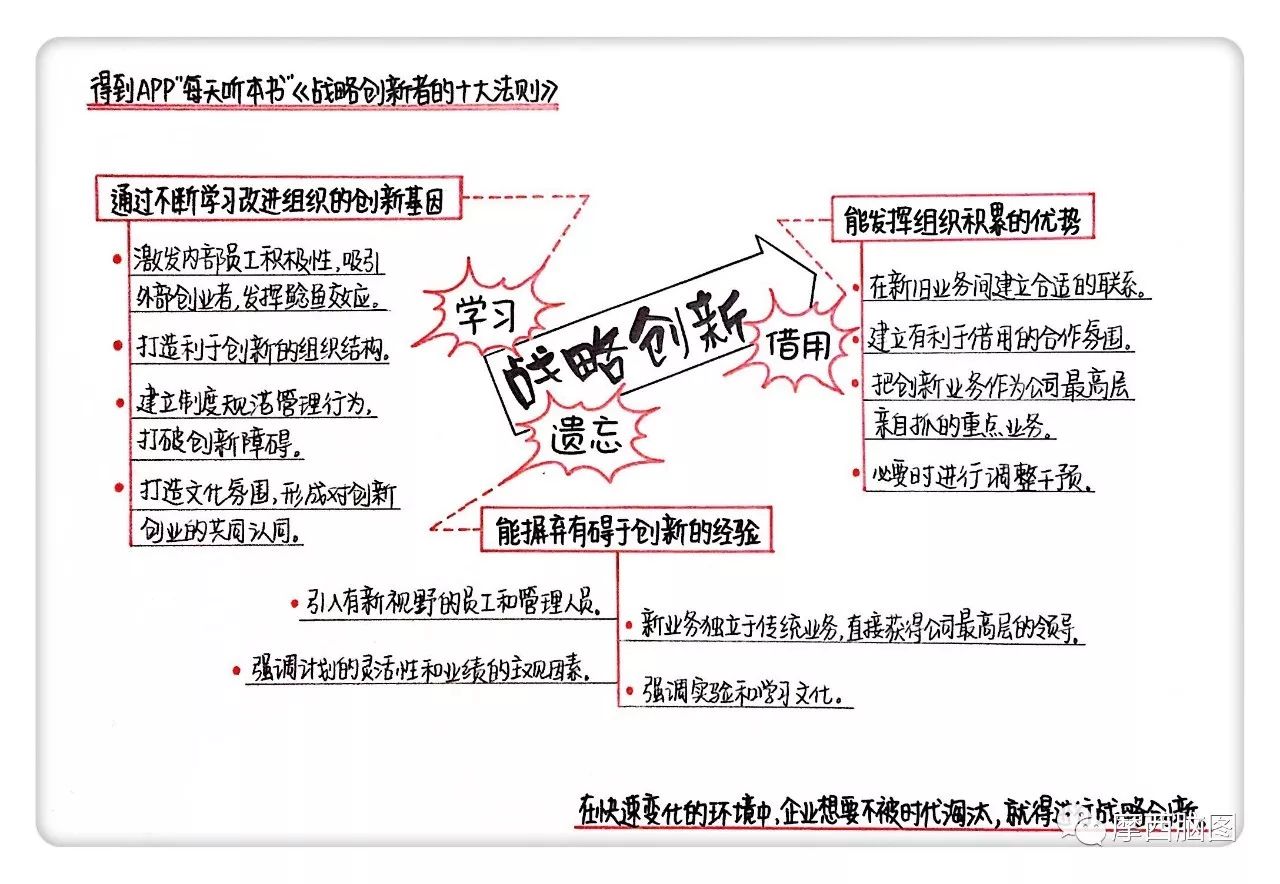 得到APP"每天听本书"《战略创新者的十大法则》
通过不断学习改进组织的创新基因
激发内部员工积极性,吸引
外部创业者,发挥鲶鱼效应。
打造利于创新的组织结构。
建立制度规范管理行为,
打破创新障碍。
打造文化氛围,形成对创新
创业的共同认同。
学习
战略创新
借用
遗忘
能发挥组织积累的优势
在新旧业务间建立合适的联系。
建立有利于借用的合作氛围。
把创新业务作为公司最高层
亲自抓的重点业务。
必要时进行调整干预。
能摒弃有碍于创新的经验
引入有新视野的员工和管理人员。
强调计划的灵活性和业绩的主观因素。
新业务独立于传统业务,直接获得公司最高层的领导。
强调实验和学习文化。
在快速变化的环境中,企业想要不被时代淘汰,就得进行战略创新。
摩西脑图